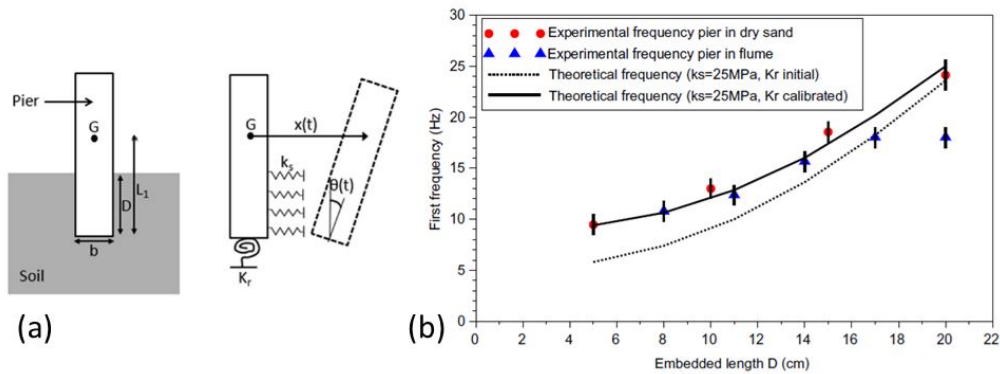 Pier
G
L1
D
b
Soil
(a)
G
x(t)
ks
θ(t)
Kr
(b)
30
25
20
15
10
5
0
First frequency (Hz)
Experimental frequency pier in dry sand
Experimental frequency pier in flume
Theoretical frequency (ks=25MPa, Kr initial)
Theoretical frequency (ks=25MPa, Kr calibrated)
0 2 4 6 8 10 12 14 16 18 20 22
Embedded length D (cm)